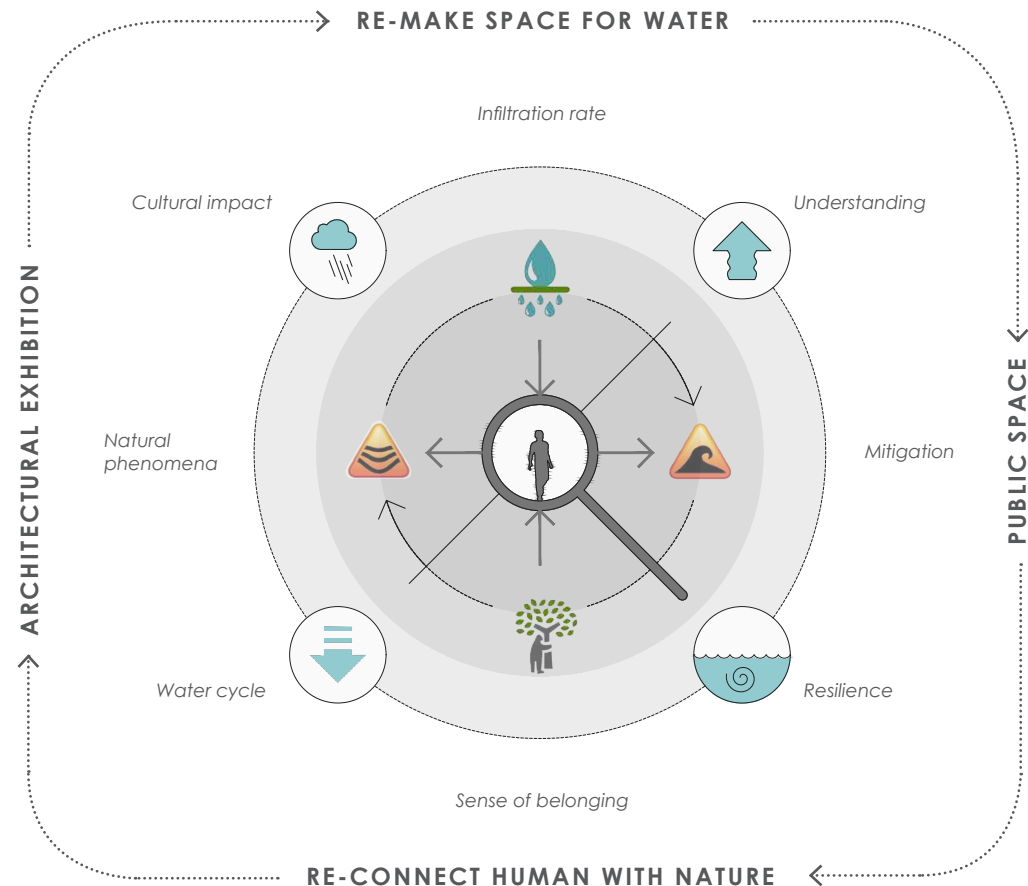 RE-MAKE SPACE FOR WATER
Infiltration rate
Cultural impact
Understanding
ARCHITECTURAL EXHIBITION
PUBLIC SPACE
Natural
phenomena
Mitigation
Water cycle
Resilience
Sense of belonging
RE-CONNECT HUMAN WITH NATURE